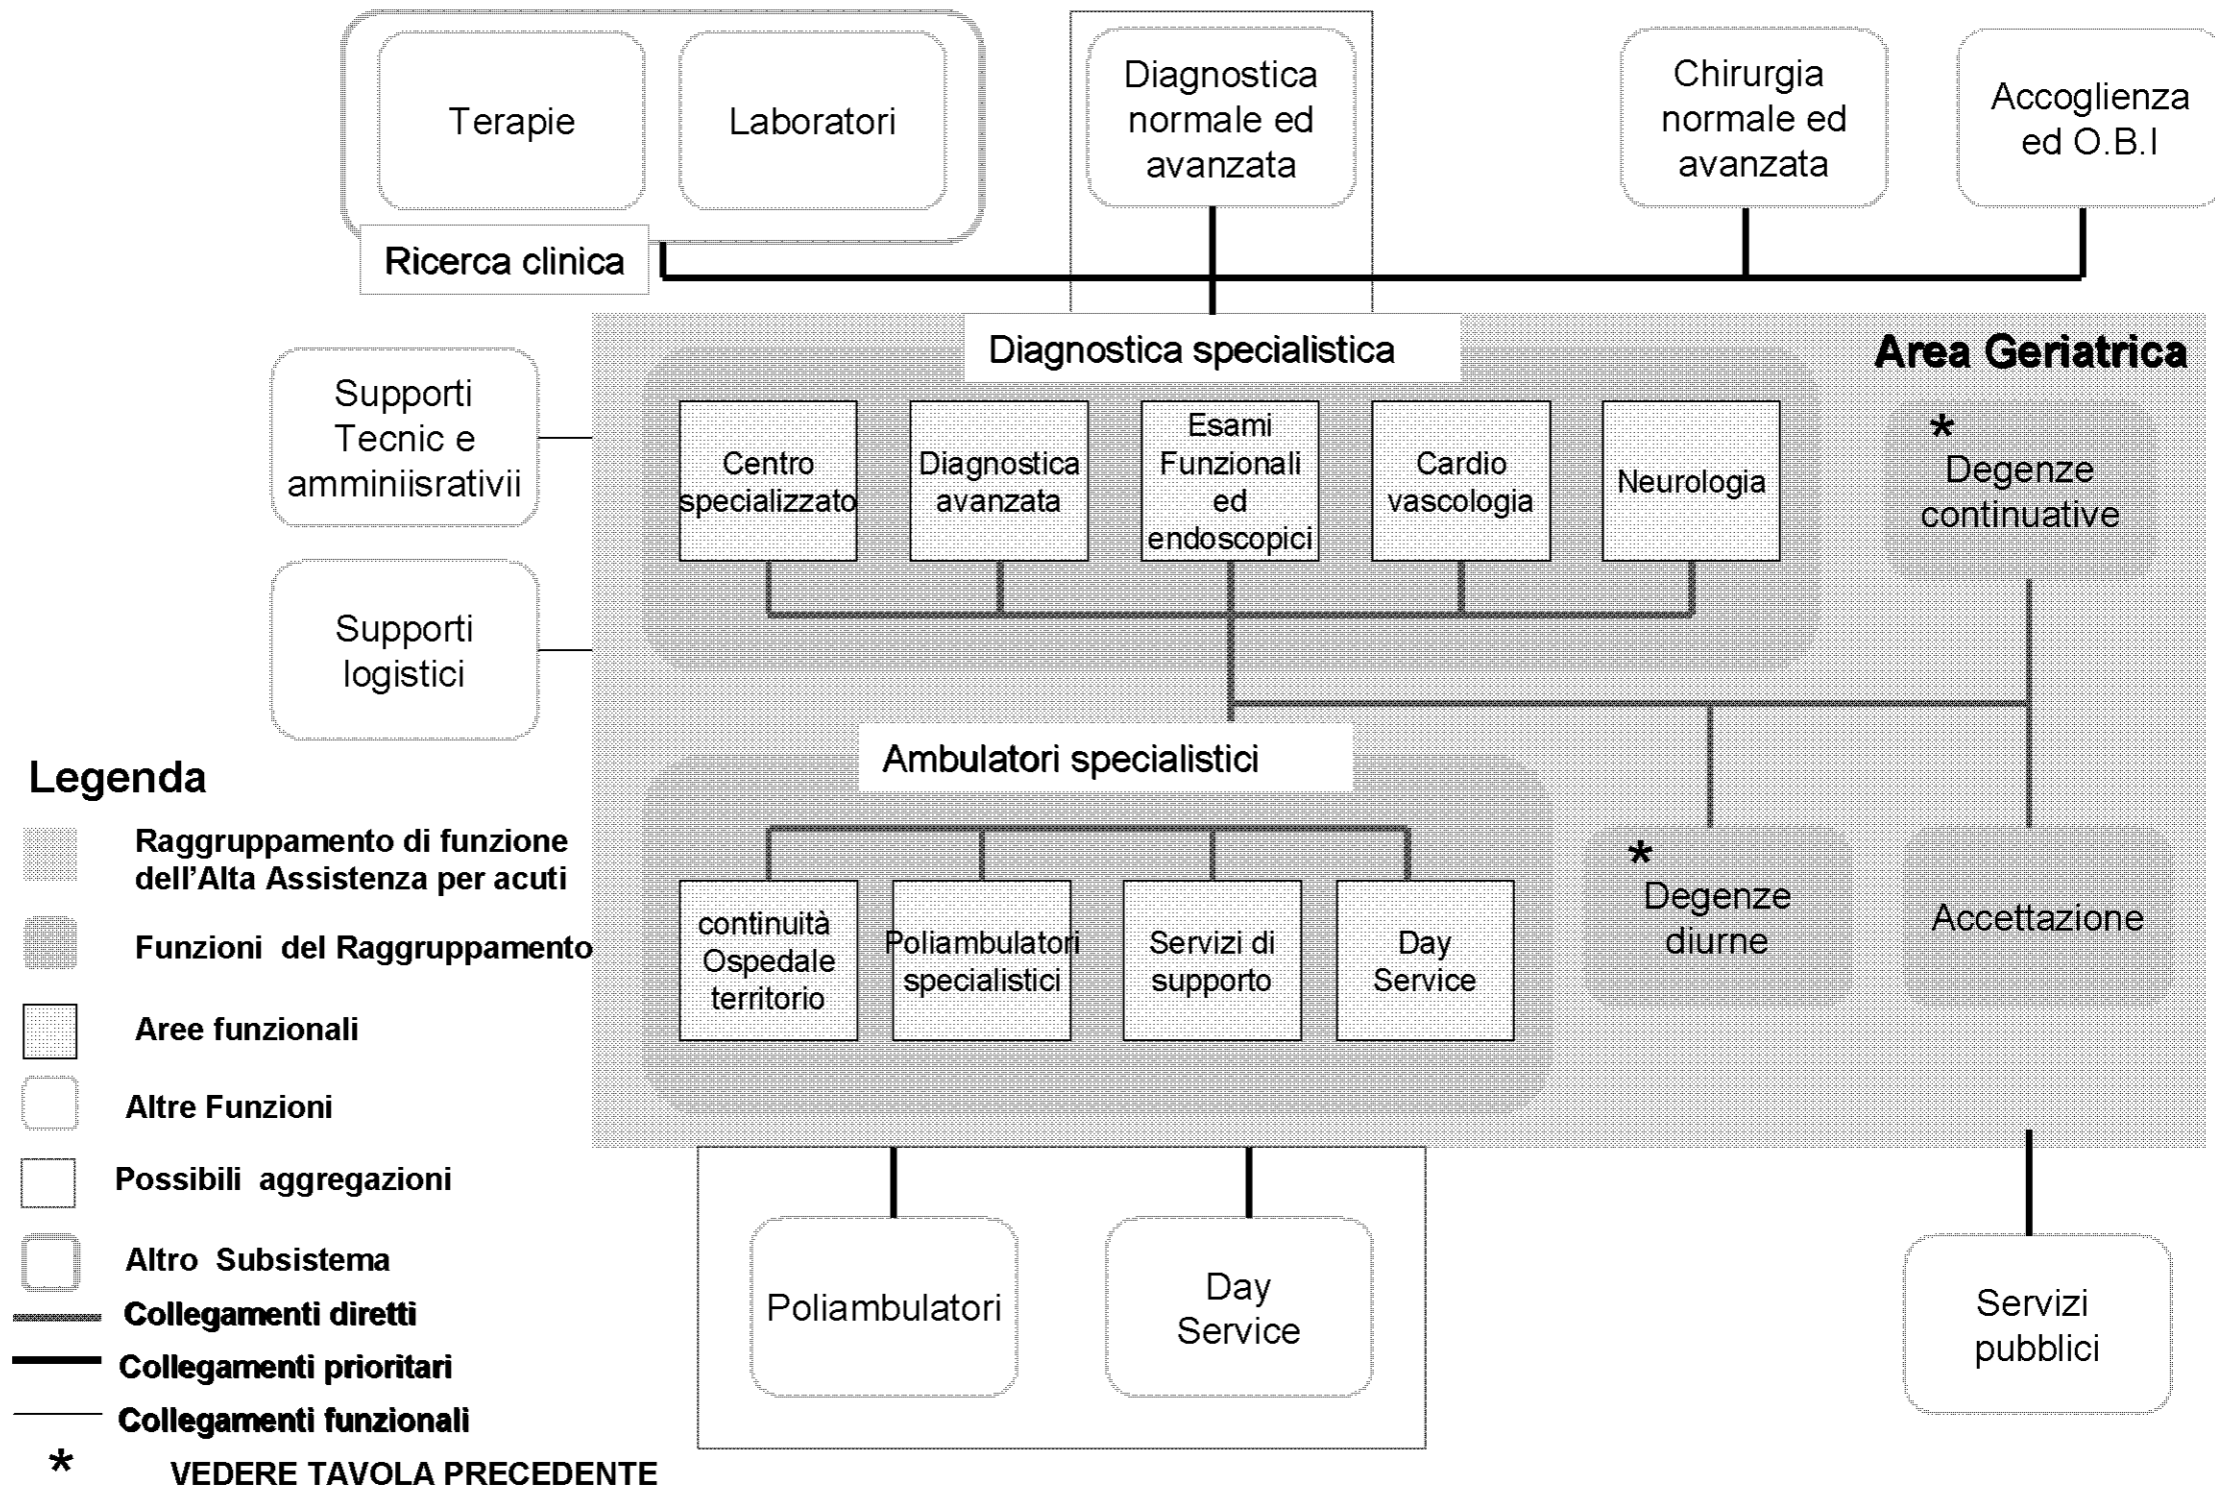 Terapie
Laboratori
Ricerca clinica
Diagnostica
normale ed
avanzata
Chirurgia
normale ed
avanzata
Accoglienza
ed O.B.I
Area Geriatrica
Diagnostica specialistica
Supporti
Tecnic e
amminiisrativii
Centro
specializzato
Diagnostica
avanzata
Esami
Funzionali
ed
endoscopici
Cardio
vascologia
Neurologia
*
Degenze
continuative
Supporti
logistici
Ambulatori specialistici
continuità
Ospedale
territorio
Poliambulatori
specialistici
Servizi di
supporto
Day
Service
*
Degenze
diurne
Accettazione
Poliambulatori
Day
Service
Servizi
pubblici
Legenda
Raggruppamento di funzione
dell'Alta Assistenza per acuti
Funzioni del Raggruppamento
Aree funzionali
Altre Funzioni
Possibili aggregazioni
Altro Subsistema
Collegamenti diretti
Collegamenti prioritari
Collegamenti funzionali
* VEDERE TAVOLA PRECEDENTE